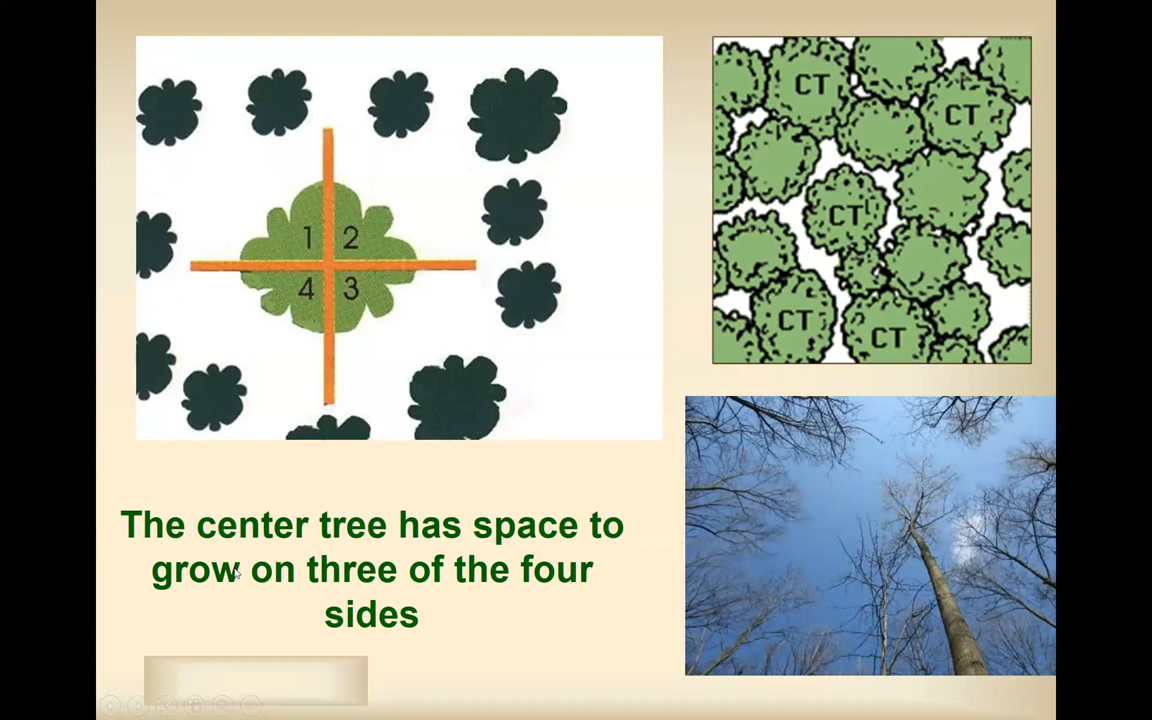 1 2
4 3
CT
CT
CT
CT
CT
The center tree has space to
grow on three of the four
sides